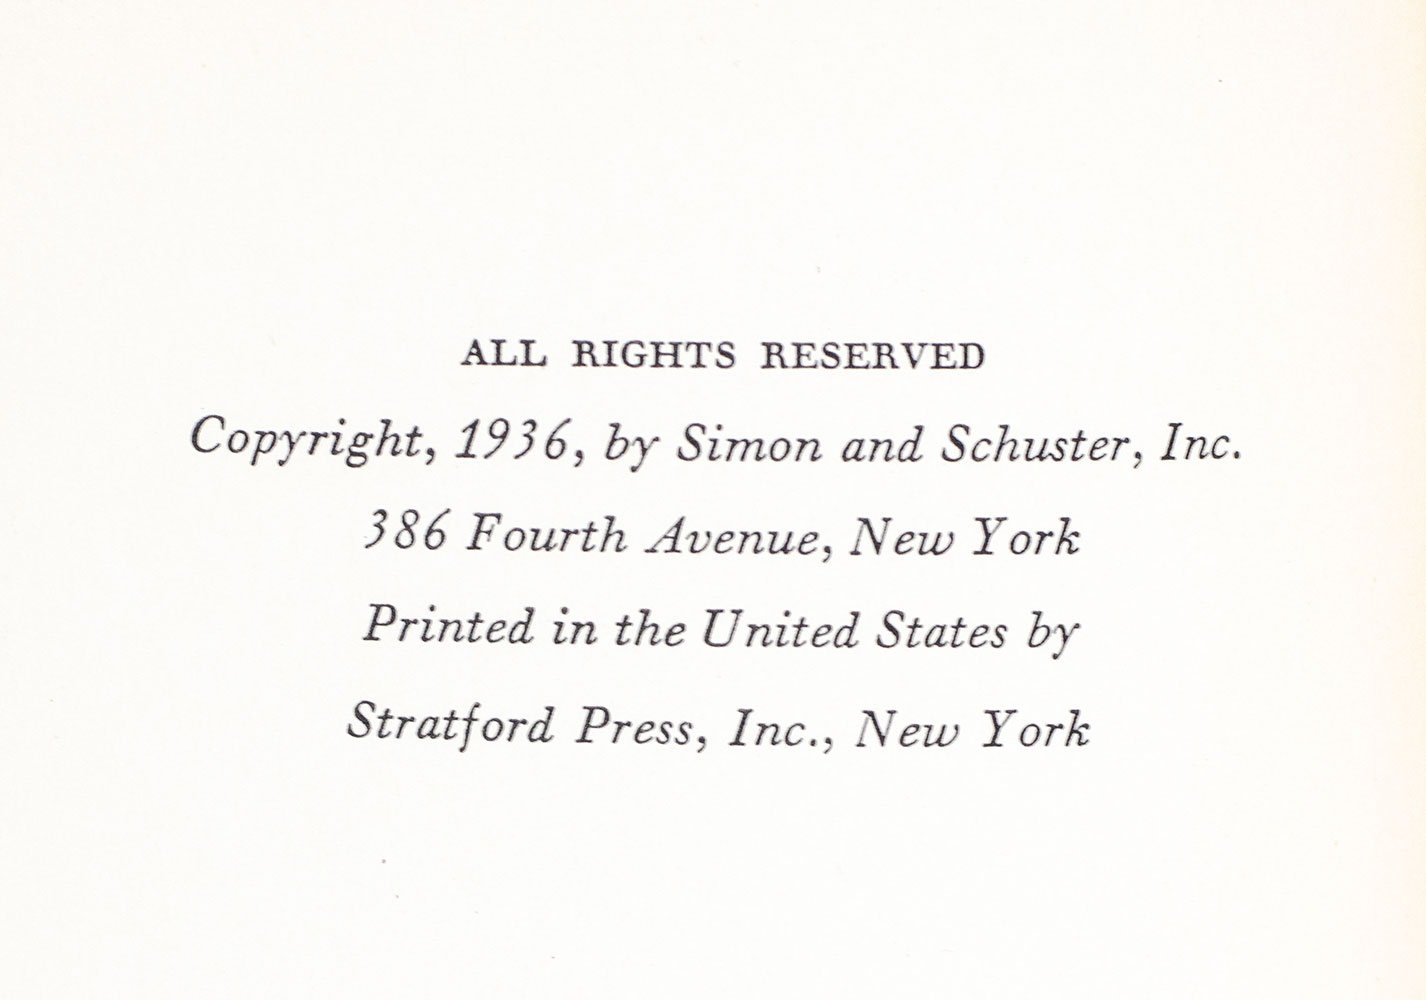 ALL RIGHTS RESERVED
Copyright, 1936, by Simon and Schuster, Inc.
386 Fourth Avenue, New York
Printed in the United States by
Stratford Press, Inc., New York